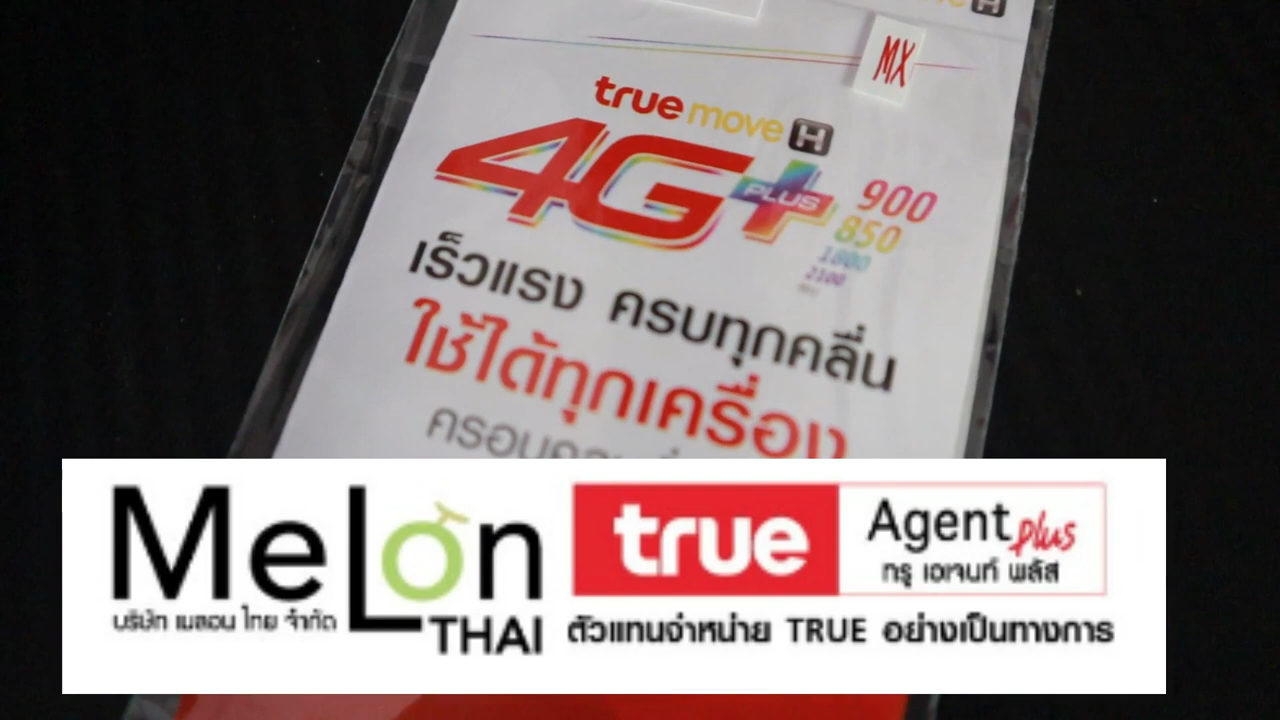 MX
true move H
4G+ PLUS
900
850
1800
2100
เร็วแรง ครบทุกคลื่น
ใช้ได้ทุกเครื่อง
MeLon
THAI
บริษัท เมลอน ไทย จำกัด
true
Agent plus
ทรู เอเจนท์ พลัส
ตัวแทนจำหน่าย TRUE อย่างเป็นทางการ